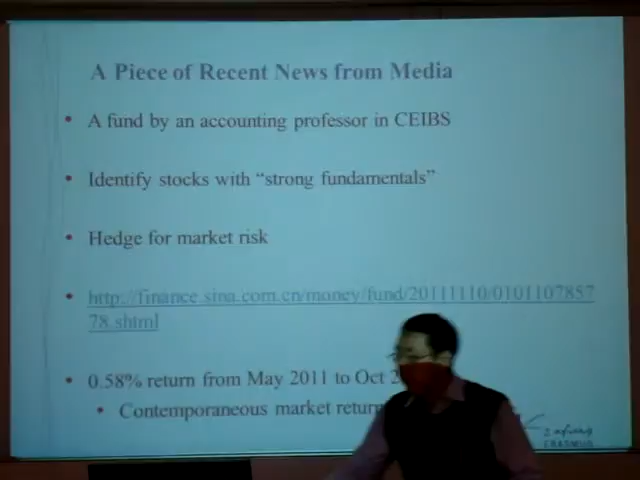 A Piece of Recent News from Media
• A fund by an accounting professor in CEIBS
• Identify stocks with “strong fundamentals”
• Hedge for market risk
• http://finance.sina.com.cn/money/fund/20111110/0101107857
78.shtml
• 0.58% return from May 2011 to Oct 2
• Contemporaneous market return
ERASMUS